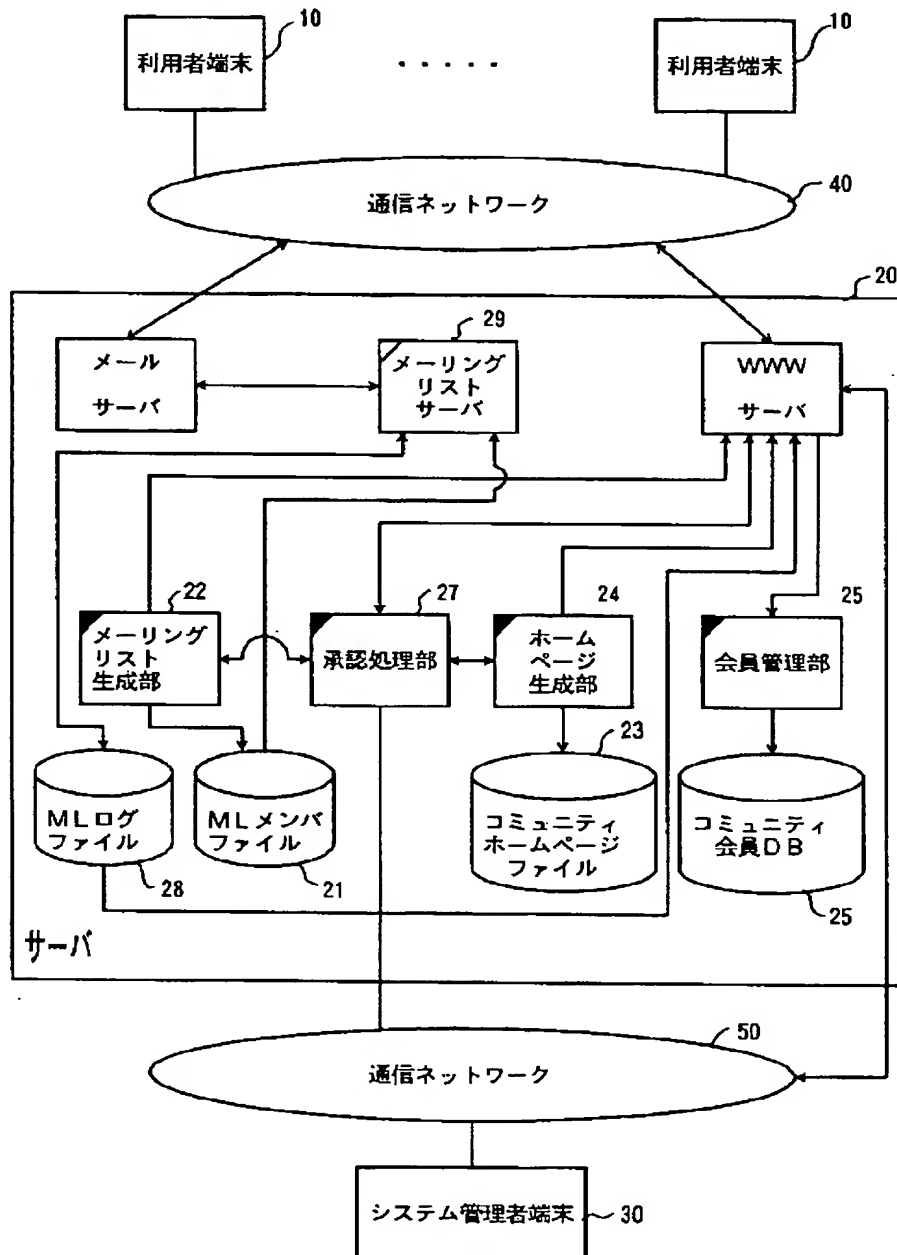 10
10
利用者端末
・・・・・
利用者端末
通信ネットワーク
40
20
29
メール
サーバ
メーリング
リスト
サーバ
WWW
サーバ
22
27
24
25
メーリング
リスト
生成部
承認処理部
ホーム
ページ
生成部
会員管理部
23
MLログ
ファイル
MLメンバ
ファイル
コミュニティ
ホームページ
ファイル
コミュニティ
会員DB
28
21
25
サーバ
50
通信ネットワーク
システム管理者端末
30